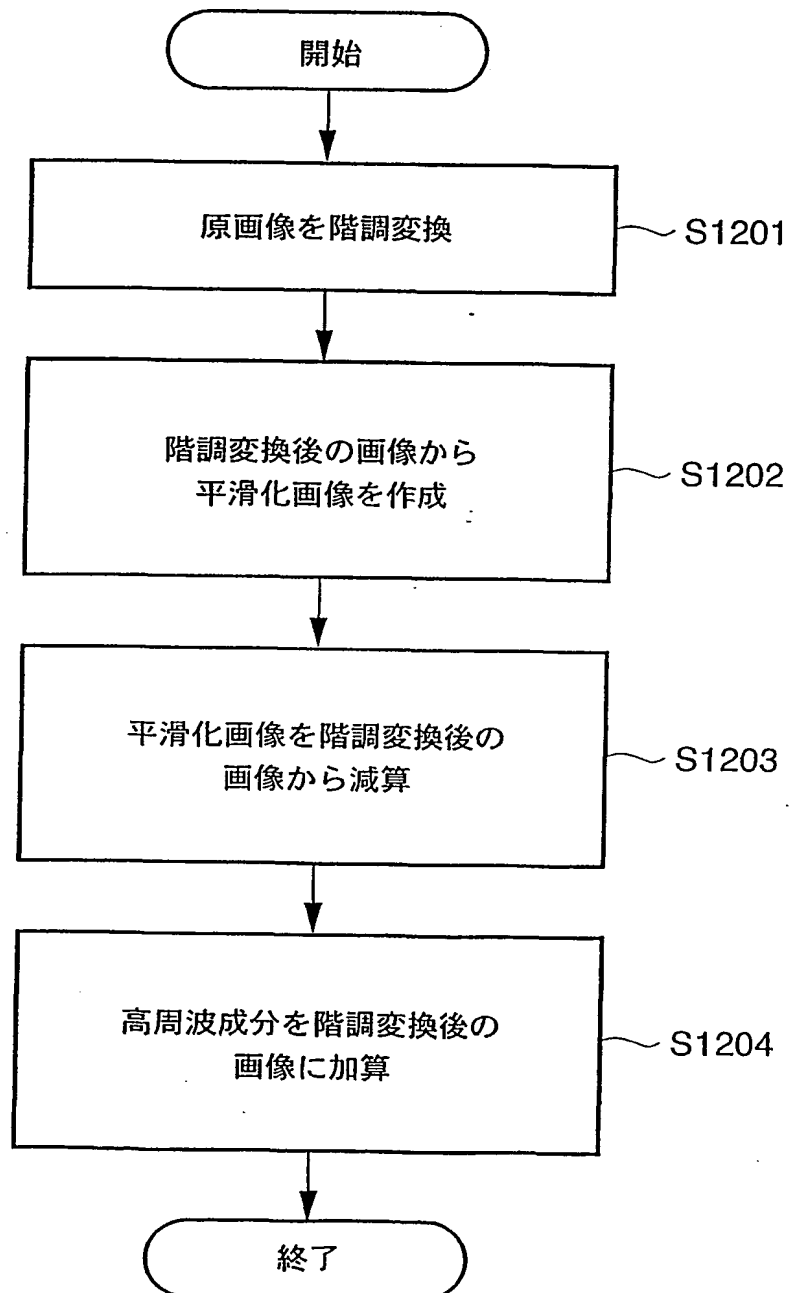 開始
原画像を階調変換
S1201
階調変換後の画像から
平滑化画像を作成
S1202
平滑化画像を階調変換後の
画像から減算
S1203
高周波成分を階調変換後の
画像に加算
S1204
終了